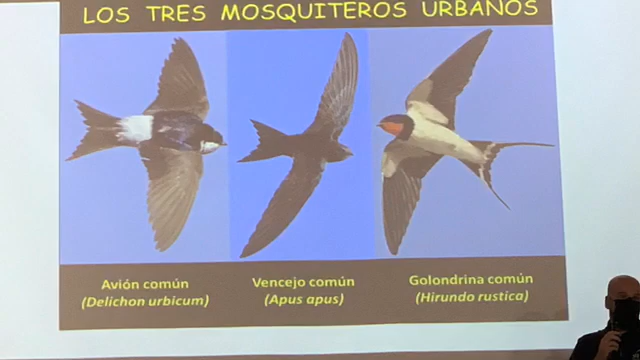 LOS TRES MOSQUITEROS URBANOS
Avión común
(Delichon urbicum)
Vencejo común
(Apus apus)
Golondrina común
(Hirundo rustica)